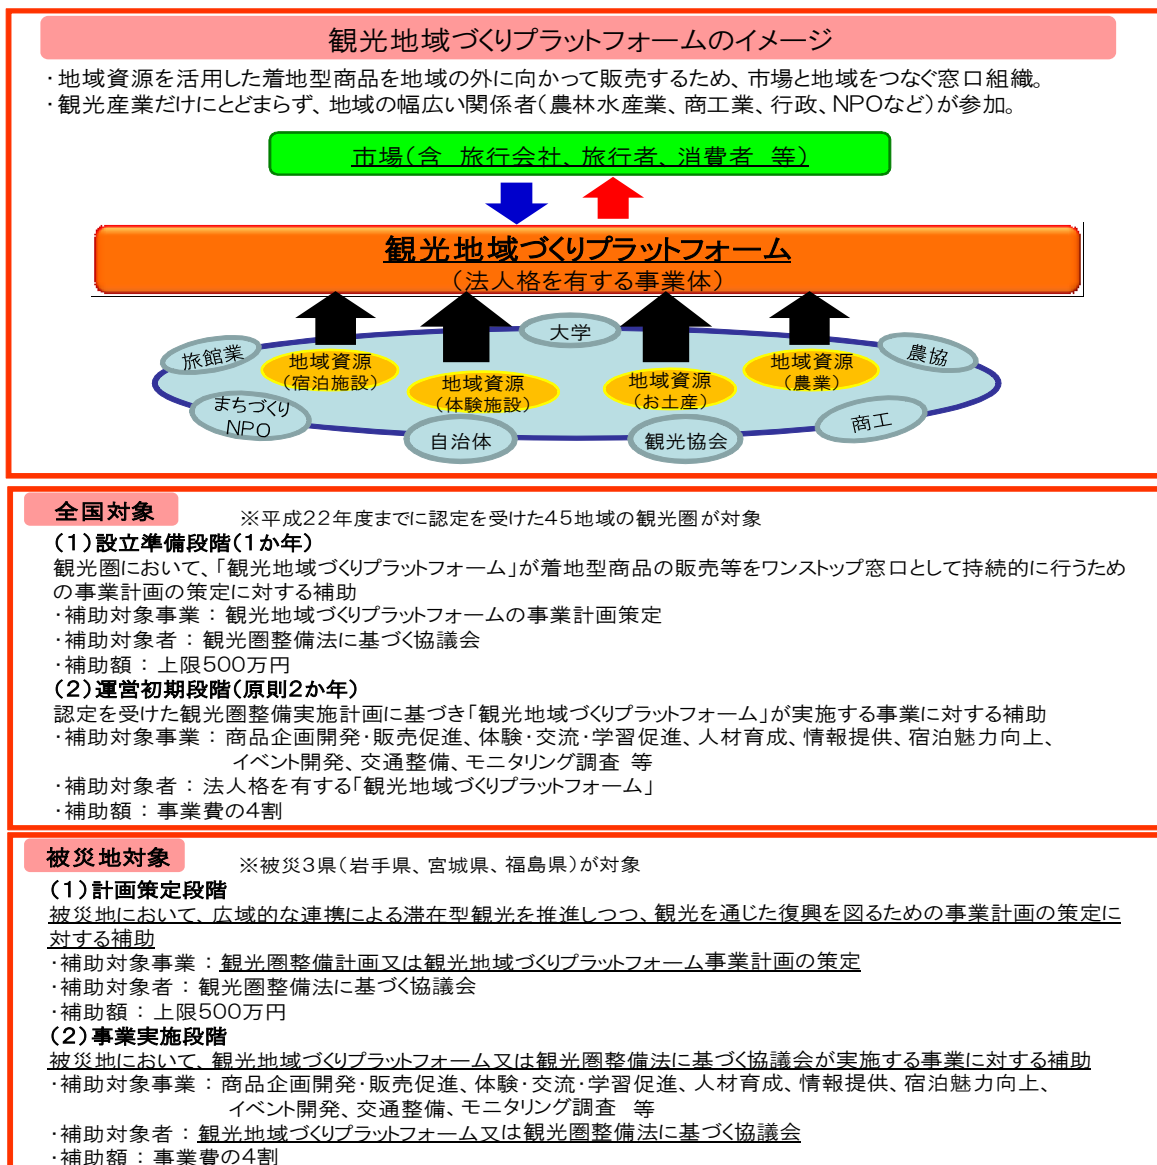 観光地域づくりプラットフォームのイメージ
・地域資源を活用した着地型商品を地域の外に向かって販売するため、市場と地域をつなぐ窓口組織。
・観光産業だけにとどまらず、地域の幅広い関係者(農林水産業、商工業、行政、NPOなど)が参加。
市場(含 旅行会社、旅行者、消費者 等)
観光地域づくりプラットフォーム
(法人格を有する事業体)
大学
旅館業
農協
地域資源
(宿泊施設)
地域資源
(体験施設)
地域資源
(お土産)
地域資源
(農業)
まちづくり
NPO
自治体
観光協会
商工
全国対象
※平成22年度までに認定を受けた45地域の観光圏が対象
(1)設立準備段階(1か年)
観光圏において、「観光地域づくりプラットフォーム」が着地型商品の販売等をワンストップ窓口として持続的に行うため
の事業計画の策定に対する補助
・補助対象事業:観光地域づくりプラットフォームの事業計画策定
・補助対象者:観光圏整備法に基づく協議会
・補助額:上限500万円
(2)運営初期段階(原則2か年)
認定を受けた観光圏整備実施計画に基づき「観光地域づくりプラットフォーム」が実施する事業に対する補助
・補助対象事業:商品企画開発・販売促進、体験・交流・学習促進、人材育成、情報提供、宿泊魅力向上、
イベント開発、交通整備、モニタリング調査 等
・補助対象者:法人格を有する「観光地域づくりプラットフォーム」
・補助額:事業費の4割
被災地対象
※被災3県(岩手県、宮城県、福島県)が対象
(1)計画策定段階
被災地において、広域的な連携による滞在型観光を推進しつつ、観光を通じた復興を図るための事業計画の策定に
対する補助
・補助対象事業:観光圏整備計画又は観光地域づくりプラットフォーム事業計画の策定
・補助対象者:観光圏整備法に基づく協議会
・補助額:上限500万円
(2)事業実施段階
被災地において、観光地域づくりプラットフォーム又は観光圏整備法に基づく協議会が実施する事業に対する補助
・補助対象事業:商品企画開発・販売促進、体験・交流・学習促進、人材育成、情報提供、宿泊魅力向上、
イベント開発、交通整備、モニタリング調査 等
・補助対象者:観光地域づくりプラットフォーム又は観光圏整備法に基づく協議会
・補助額:事業費の4割